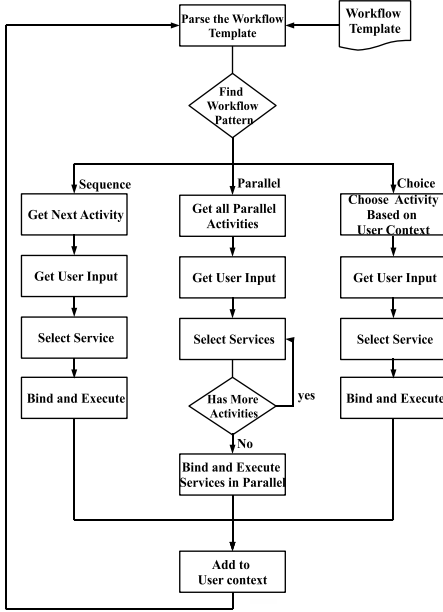 Parse the Workflow
Template
Workflow
Template
Find
Workflow
Pattern
Sequence
Parallel
Choice
Get Next Activity
Get all Parallel
Activities
Choose Activity
Based on
User Context
Get User Input
Get User Input
Get User Input
Select Service
Select Services
Select Service
Bind and Execute
Has More
Activities
yes
Bind and Execute
No
Bind and Execute
Services in Parallel
Add to
User context